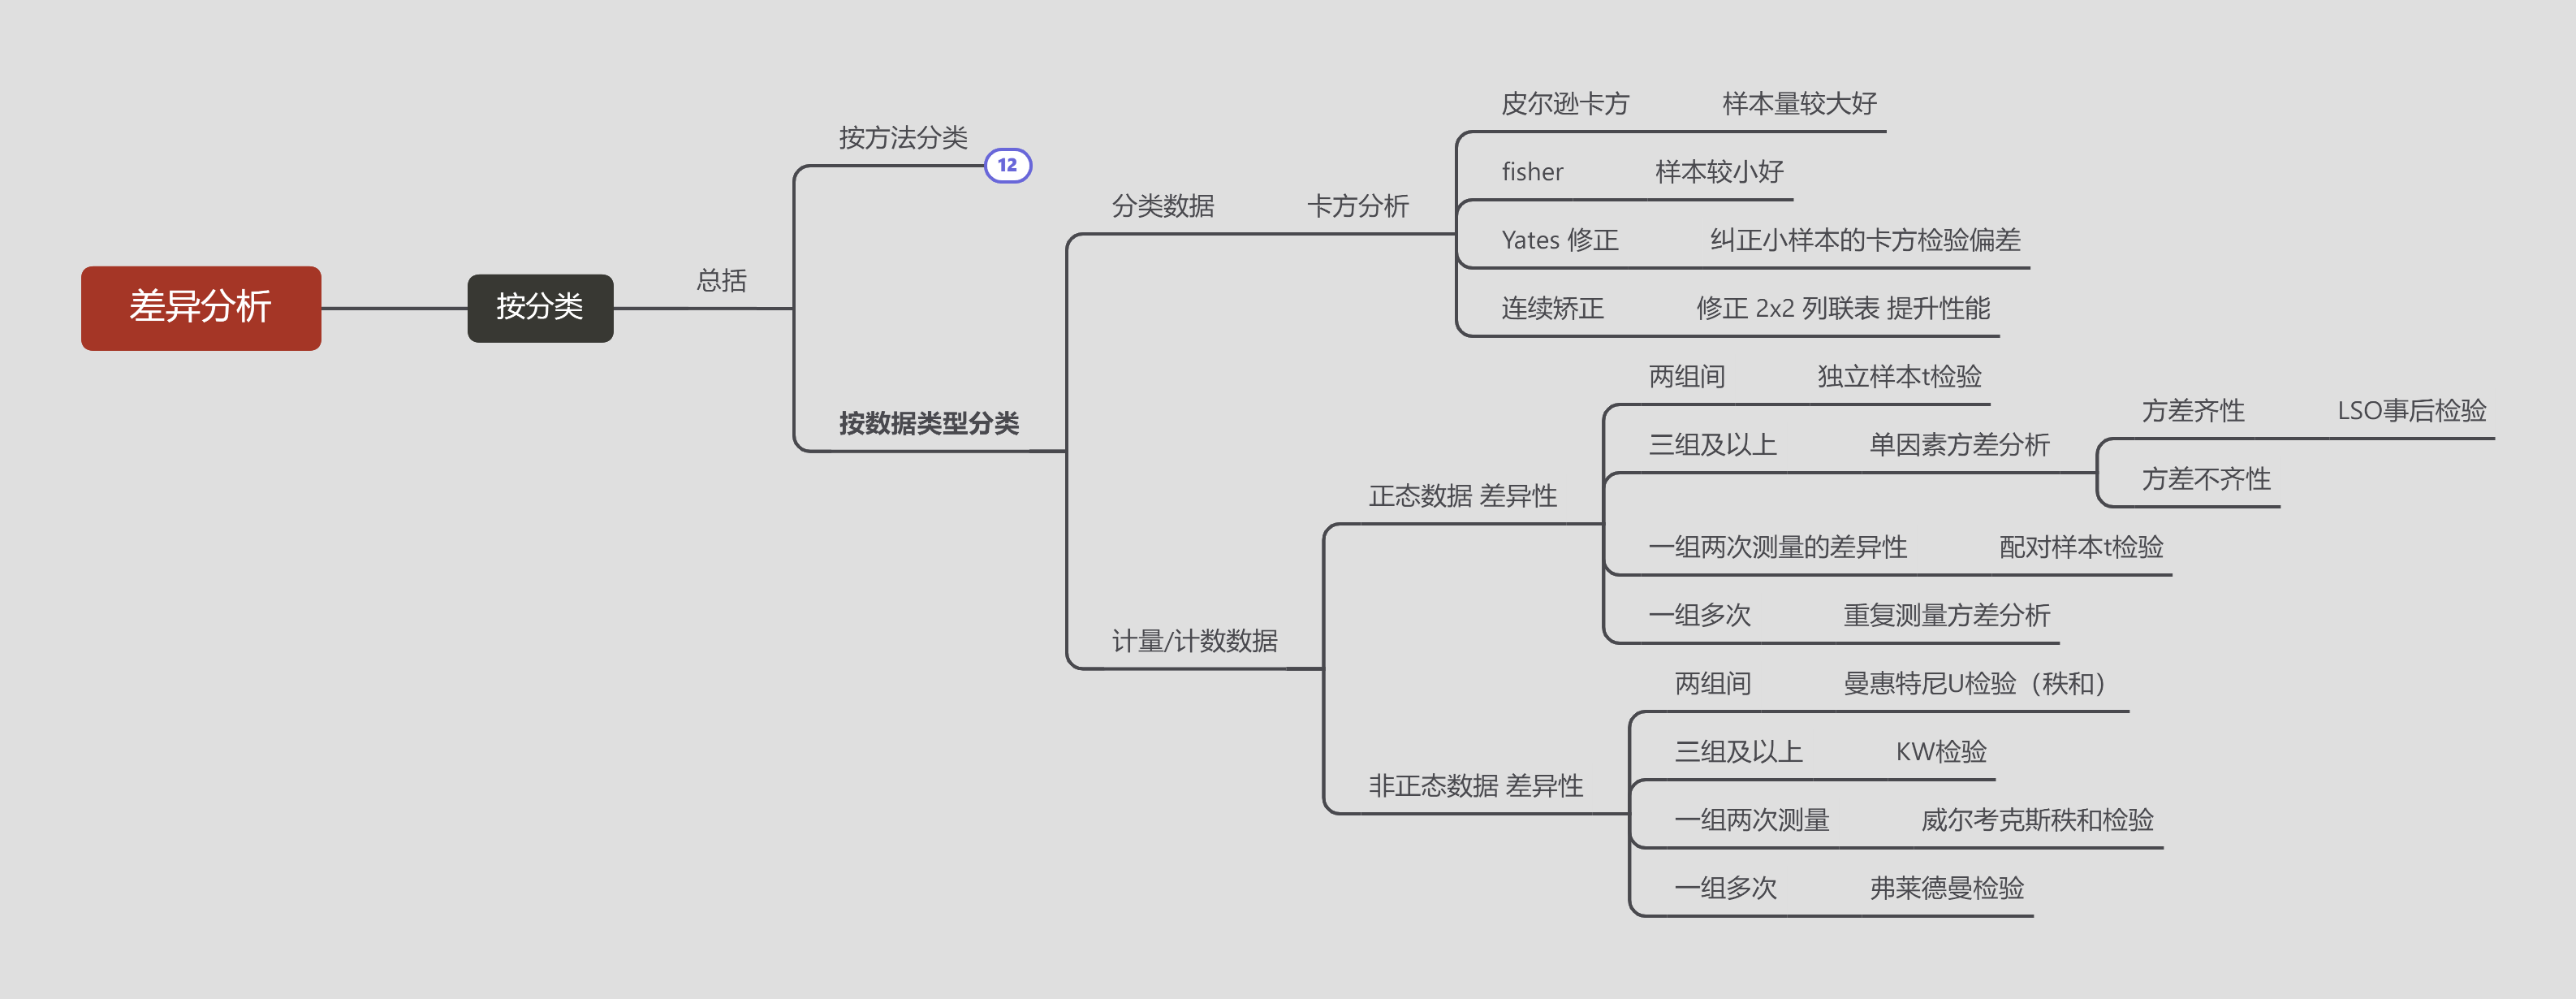 差异分析
按分类
总括
按方法分类
12
按数据类型分类
分类数据
卡方分析
皮尔逊卡方 样本量较大好
fisher 样本较小好
Yates 修正 纠正小样本的卡方检验偏差
连续矫正 修正 2x2 列联表 提升性能
计量/计数数据
正态数据 差异性
两组间 独立样本t检验
三组及以上 单因素方差分析
方差齐性 LSO事后检验
方差不齐性
一组两次测量的差异性 配对样本t检验
一组多次 重复测量方差分析
非正态数据 差异性
两组间 曼惠特尼U检验（秩和）
三组及以上 KW检验
一组两次测量 威尔考克斯秩和检验
一组多次 弗莱德曼检验